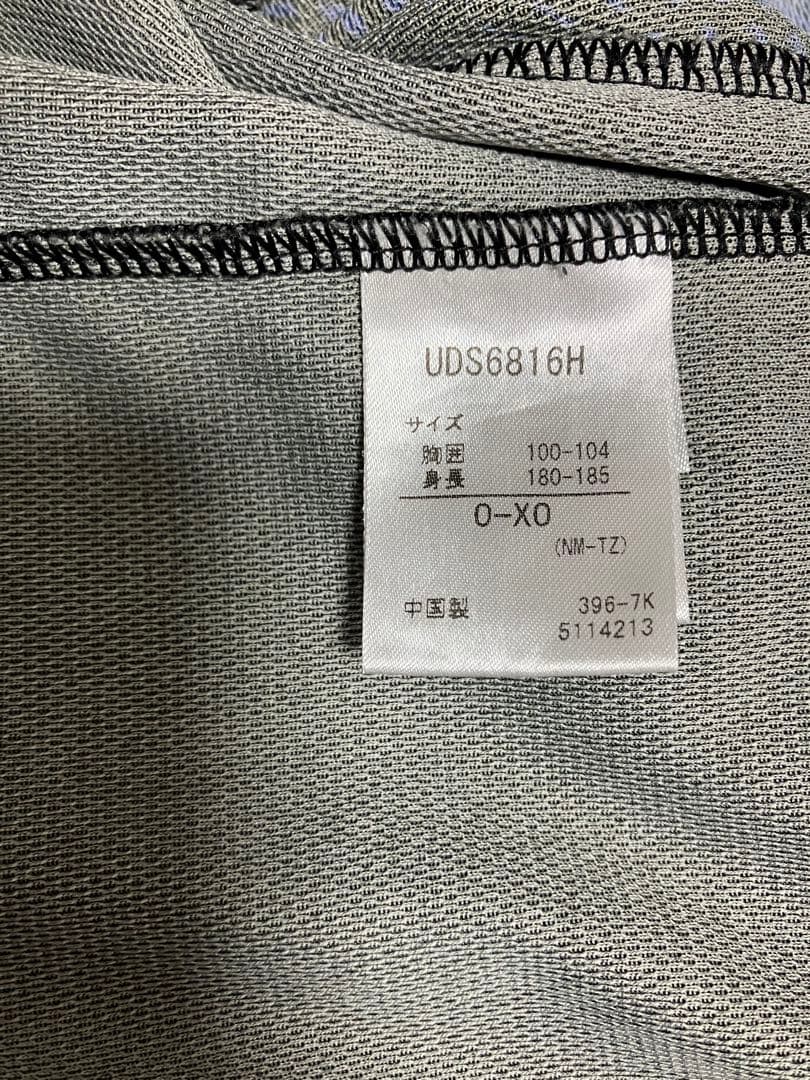 UDS6816H
サイズ
胸囲 100-104
身長 180-185
O-XO
(NM-TZ)
中国製 396-7K
5114213